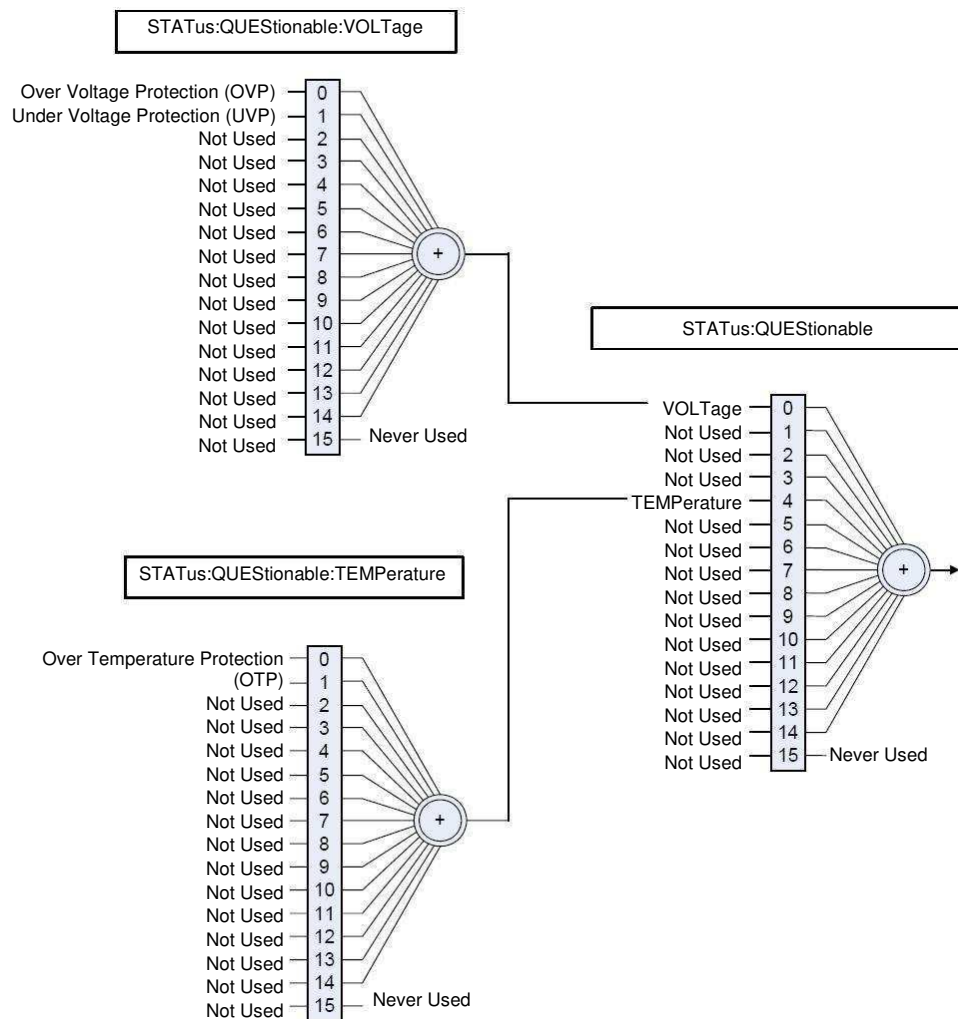 STATus:QUEStionable:VOLTage
Over Voltage Protection (OVP) 0
Under Voltage Protection (UVP) 1
Not Used 2
Not Used 3
Not Used 4
Not Used 5
Not Used 6
Not Used 7
Not Used 8
Not Used 9
Not Used 10
Not Used 11
Not Used 12
Not Used 13
Not Used 14
Not Used 15 Never Used
+
STATus:QUEStionable
VOLTage 0
Not Used 1
Not Used 2
Not Used 3
TEMPerature 4
Not Used 5
Not Used 6
Not Used 7
Not Used 8
Not Used 9
Not Used 10
Not Used 11
Not Used 12
Not Used 13
Not Used 14
Not Used 15 Never Used
+
STATus:QUEStionable:TEMPerature
Over Temperature Protection 0
(OTP) 1
Not Used 2
Not Used 3
Not Used 4
Not Used 5
Not Used 6
Not Used 7
Not Used 8
Not Used 9
Not Used 10
Not Used 11
Not Used 12
Not Used 13
Not Used 14
Not Used 15 Never Used
+